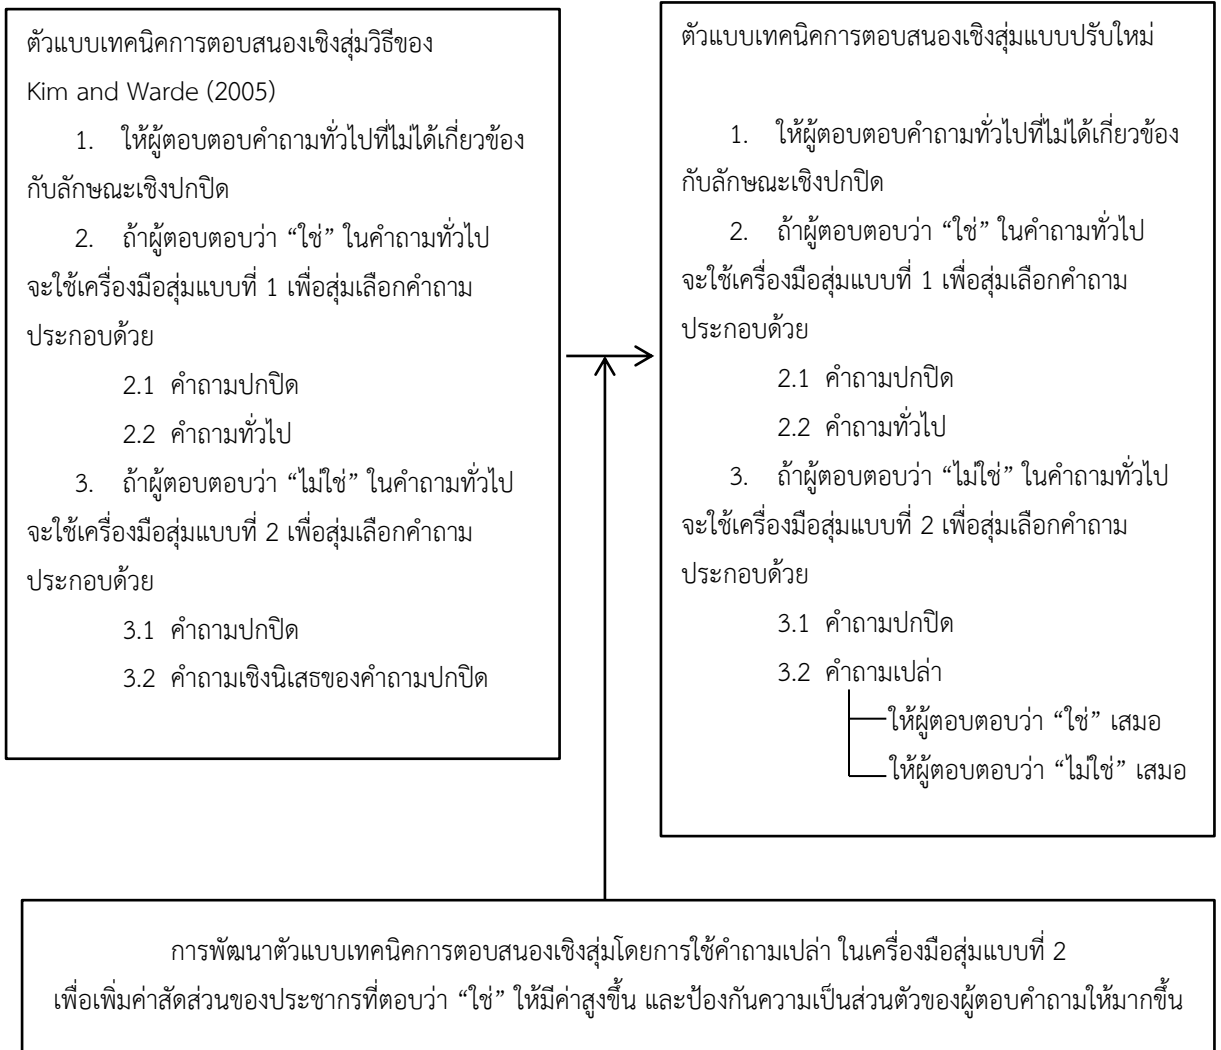 ตัวแบบเทคนิคการตอบสนองเชิงสุ่มวิธีของ
Kim and Warde (2005)
1. ให้ผู้ตอบตอบคำถามทั่วไปที่ไม่ได้เกี่ยวข้อง
กับลักษณะเชิงปกปิด
2. ถ้าผู้ตอบตอบว่า “ใช่” ในคำถามทั่วไป
จะใช้เครื่องมือสุ่มแบบที่ 1 เพื่อสุ่มเลือกคำถาม
ประกอบด้วย
2.1 คำถามปกปิด
2.2 คำถามทั่วไป
3. ถ้าผู้ตอบตอบว่า “ไม่ใช่” ในคำถามทั่วไป
จะใช้เครื่องมือสุ่มแบบที่ 2 เพื่อสุ่มเลือกคำถาม
ประกอบด้วย
3.1 คำถามปกปิด
3.2 คำถามเชิงนิเสธของคำถามปกปิด
ตัวแบบเทคนิคการตอบสนองเชิงสุ่มแบบปรับใหม่
1. ให้ผู้ตอบตอบคำถามทั่วไปที่ไม่ได้เกี่ยวข้อง
กับลักษณะเชิงปกปิด
2. ถ้าผู้ตอบตอบว่า “ใช่” ในคำถามทั่วไป
จะใช้เครื่องมือสุ่มแบบที่ 1 เพื่อสุ่มเลือกคำถาม
ประกอบด้วย
2.1 คำถามปกปิด
2.2 คำถามทั่วไป
3. ถ้าผู้ตอบตอบว่า “ไม่ใช่” ในคำถามทั่วไป
จะใช้เครื่องมือสุ่มแบบที่ 2 เพื่อสุ่มเลือกคำถาม
ประกอบด้วย
3.1 คำถามปกปิด
3.2 คำถามเปล่า
ให้ผู้ตอบตอบว่า “ใช่” เสมอ
ให้ผู้ตอบตอบว่า “ไม่ใช่” เสมอ
การพัฒนาตัวแบบเทคนิคการตอบสนองเชิงสุ่มโดยการใช้คำถามเปล่า ในเครื่องมือสุ่มแบบที่ 2
เพื่อเพิ่มค่าสัดส่วนของประชากรที่ตอบว่า “ใช่” ให้มีค่าสูงขึ้น และป้องกันความเป็นส่วนตัวของผู้ตอบคำถามให้มากขึ้น